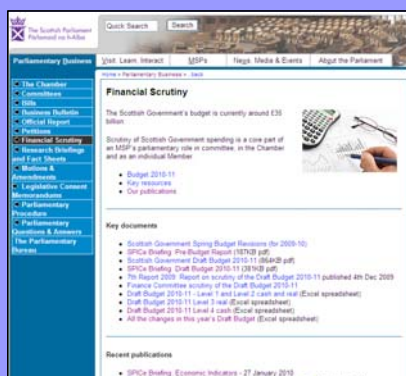 The Scottish Parliament
Quick Search
Search
Parliamentary Business
Visit, Learn, Interact
MSPs
News, Media & Events
About the Parliament
Home > Parliamentary Business > ...back
The Chamber
Committees
Bills
Business Bulletin
Official Report
Petitions
Financial Scrutiny
Research Briefings
and Fact Sheets
Motions &
Amendments
Legislative Consent
Memorandums
Parliamentary
Procedure
Parliamentary
Questions & Answers
The Parliamentary
Bureau
Financial Scrutiny
The Scottish Government's budget is currently around £35
billion.
Scrutiny of Scottish Government spending is a core part of
an MSP's parliamentary role in committee, in the Chamber
and as an individual Member
Budget 2010-11
Key resources
Our publications
Key documents
Scottish Government Spring Budget Revisions (for 2009-10)
SPICe Briefing: Pre-Budget Report (187KB pdf)
Scottish Government Draft Budget 2010-11 (864KB pdf)
SPICe Briefing: Draft Budget 2010-11 (381KB pdf)
7th Report 2009: Report on scrutiny of the Draft Budget 2010-11 published 4th Dec 2009
Finance Committee scrutiny of the Draft Budget 2010-11
Draft Budget 2010-11 - Level 1 and Level 2 cash and real (Excel spreadsheet)
Draft Budget 2010-11 Level 3 real (Excel spreadsheet)
Draft Budget 2010-11 Level 4 cash (Excel spreadsheet)
All the changes in this year's Draft Budget (Excel spreadsheet)
Recent publications
SPICe Briefing: Economic Indicators - 27 January 2010